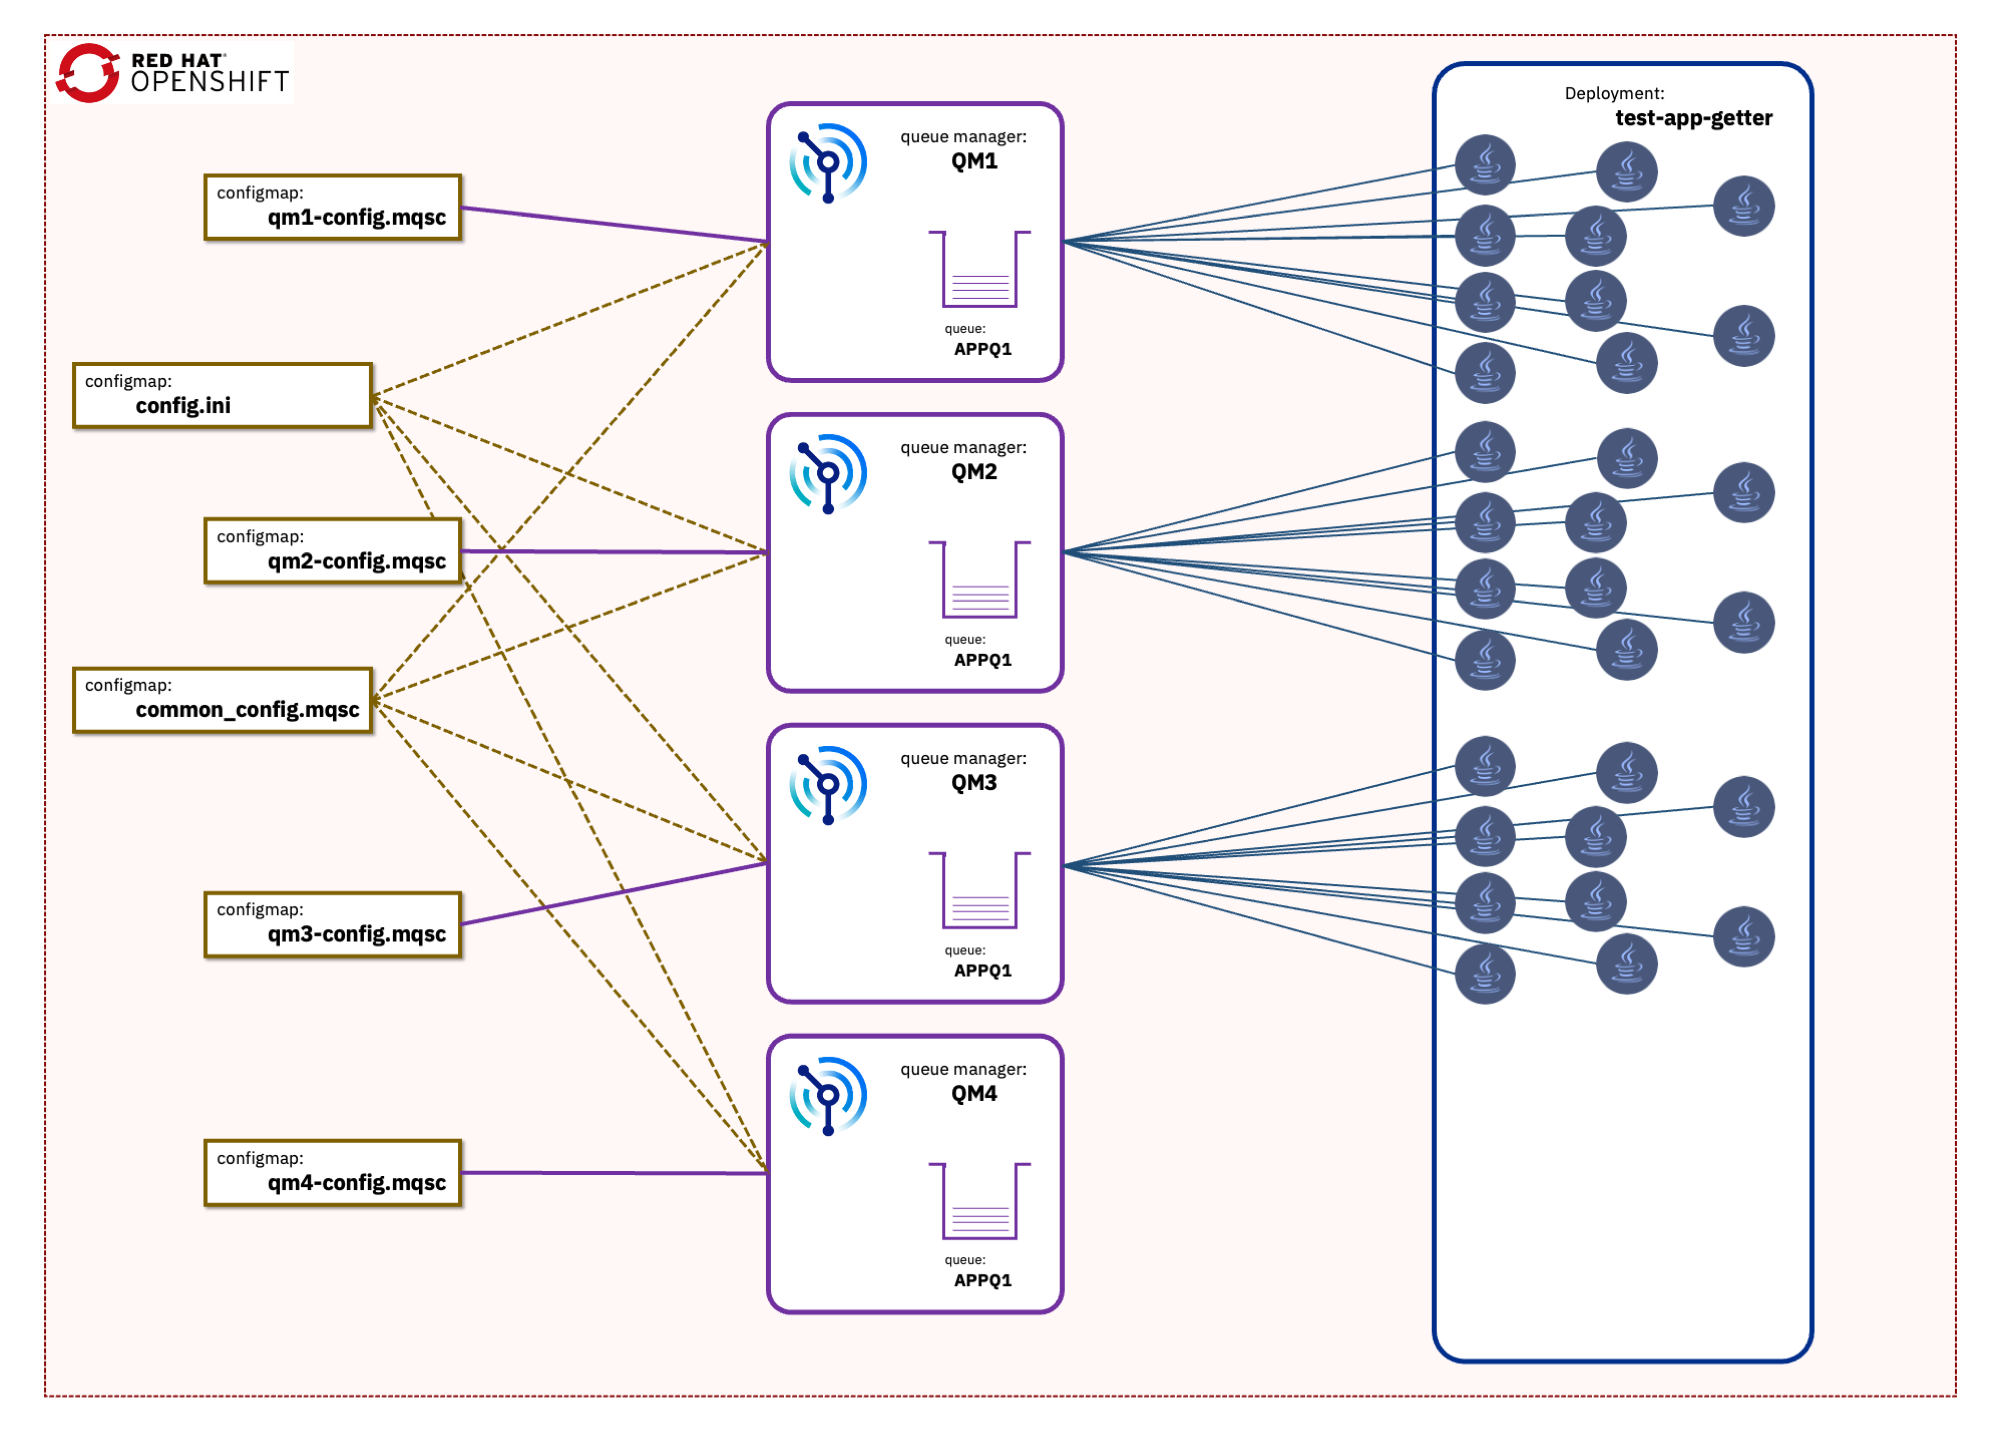 RED HAT®
OPENSHIFT
configmap:
qm1-config.mqsc
configmap:
config.ini
configmap:
qm2-config.mqsc
configmap:
common_config.mqsc
configmap:
qm3-config.mqsc
configmap:
qm4-config.mqsc
queue manager:
QM1
queue:
APPQ1
queue manager:
QM2
queue:
APPQ1
queue manager:
QM3
queue:
APPQ1
queue manager:
QM4
queue:
APPQ1
Deployment:
test-app-getter